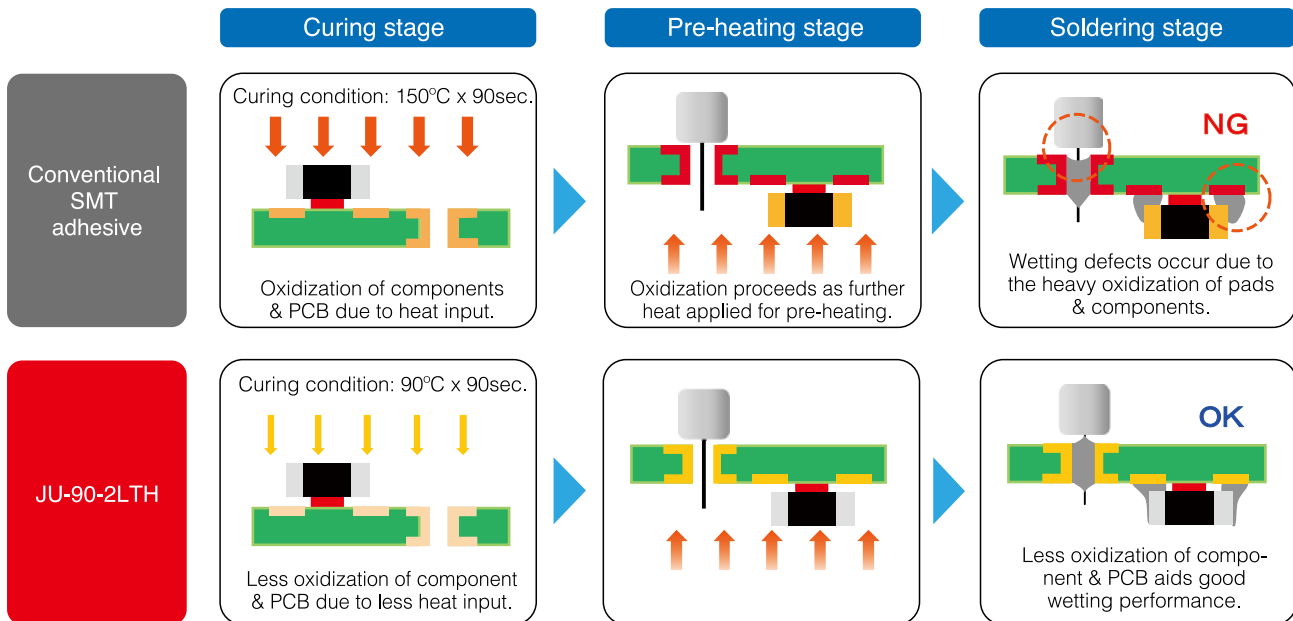 Curing stage
Pre-heating stage
Soldering stage
Conventional
SMT
adhesive
Curing condition: 150°C x 90sec.
Oxidization of components
& PCB due to heat input.
Oxidization proceeds as further
heat applied for pre-heating.
NG
Wetting defects occur due to
the heavy oxidization of pads
& components.
JU-90-2LTH
Curing condition: 90°C x 90sec.
Less oxidization of component
& PCB due to less heat input.
OK
Less oxidization of compo-
nent & PCB aids good
wetting performance.